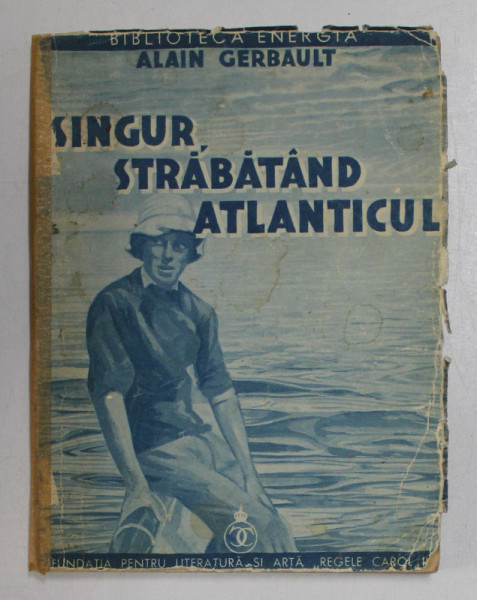 BIBLIOTECA ENERGIA
ALAIN GERBAULT
SINGUR,
STRĂBĂTÂND
ATLANTICUL
FUNDAȚIA PENTRU LITERATURĂ ȘI ARTĂ „REGELE CAROL II